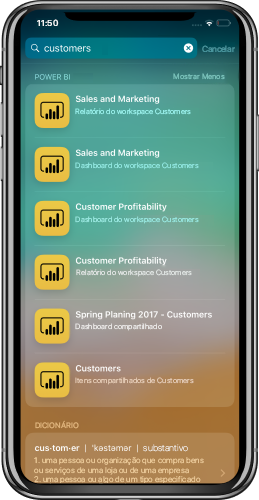 11:50
customers
Cancelar
POWER BI
Mostrar Menos
Sales and Marketing
Relatório do workspace Customers
Sales and Marketing
Dashboard do workspace Customers
Customer Profitability
Dashboard do workspace Customers
Customer Profitability
Relatório do workspace Customers
Spring Planing 2017 - Customers
Dashboard compartilhado
Customers
Itens compartilhados de Customers
DICIONÁRIO
cus·tom·er | ˈkəstəmər | substantivo
1. uma pessoa ou organização que compra bens
ou serviços de uma loja ou de uma empresa
2. uma pessoa ou algo de um tipo especificado